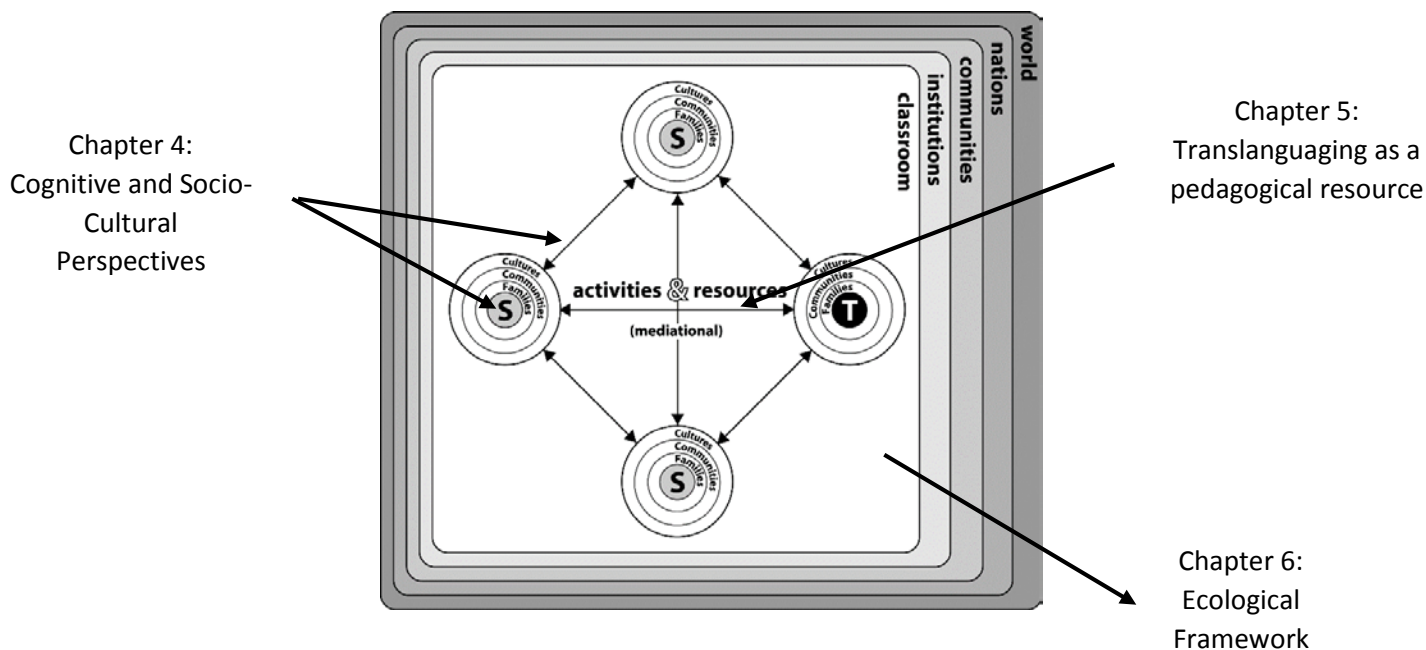 world
nations
communities
institutions
classroom
Cultures
Communities
Families
S
Chapter 4:
Cognitive and Socio-
Cultural
Perspectives
Chapter 5:
Translanguaging as a
pedagogical resource
Cultures
Communities
Families
S
activities & resources
(mediational)
Cultures
Communities
Families
T
Cultures
Communities
Families
S
Chapter 6:
Ecological
Framework